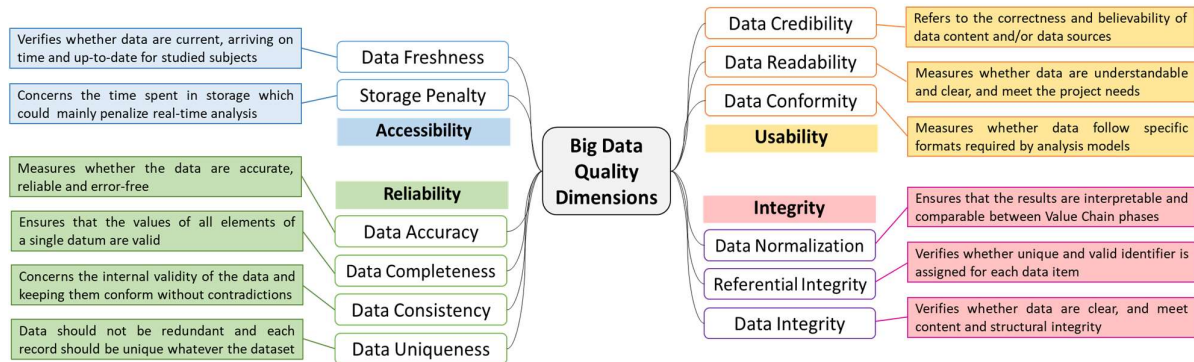 Verifies whether data are current, arriving on
time and up-to-date for studied subjects
Data Freshness
Concerns the time spent in storage which
could mainly penalize real-time analysis
Storage Penalty
Accessibility
Measures whether the data are accurate,
reliable and error-free
Reliability
Data Accuracy
Ensures that the values of all elements of
a single datum are valid
Data Completeness
Concerns the internal validity of the data and
keeping them conform without contradictions
Data Consistency
Data should not be redundant and each
record should be unique whatever the dataset
Data Uniqueness
Big Data
Quality
Dimensions
Data Credibility
Refers to the correctness and believability of
data content and/or data sources
Data Readability
Measures whether data are understandable
and clear, and meet the project needs
Data Conformity
Measures whether data follow specific
formats required by analysis models
Usability
Integrity
Ensures that the results are interpretable and
comparable between Value Chain phases
Data Normalization
Verifies whether unique and valid identifier is
assigned for each data item
Referential Integrity
Verifies whether data are clear, and meet
content and structural integrity
Data Integrity